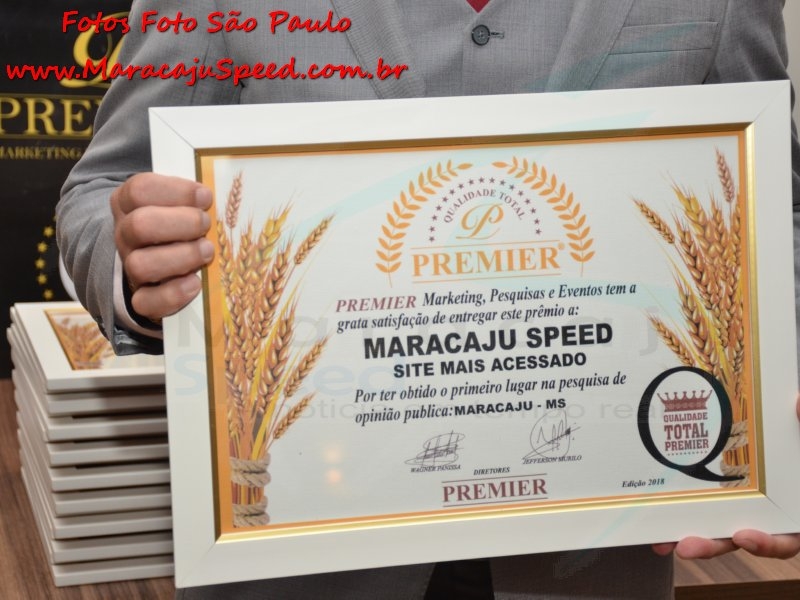 Fotos Foto São Paulo
www.MaracajuSpeed.com.br
P
PREM
MARKETING
QUALIDADE TOTAL
P
PREMIER®
PREMIER Marketing, Pesquisas e Eventos tem a
grata satisfação de entregar este prêmio a:
MARACAJU SPEED
SITE MAIS ACESSADO
Por ter obtido o primeiro lugar na pesquisa de
opinião publica:MARACAJU - MS
WAGNER PANISSA
JEFFERSON MURILO
DIRETORES
PREMIER
Edição 2018
QUALIDADE
TOTAL
PREMIER